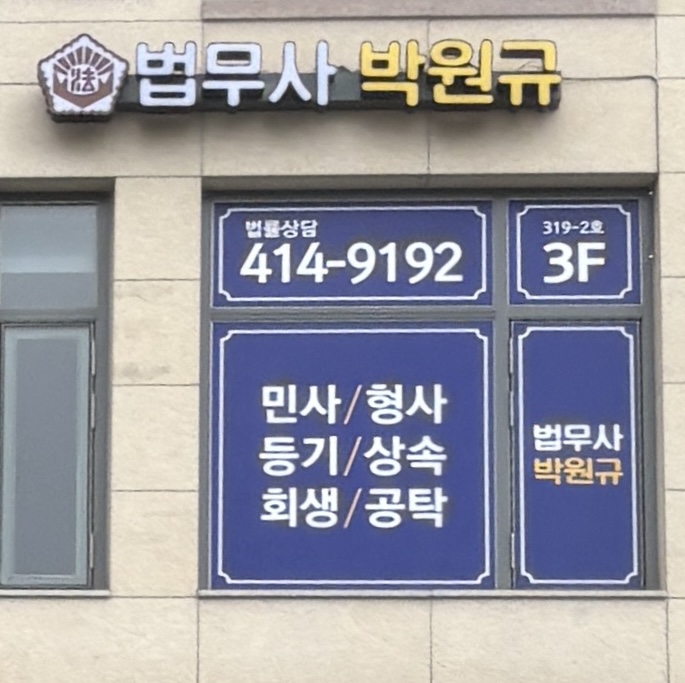 法
법무사 박원규
법률상담
414-9192
319-2호
3F
민사/형사
등기/상속
회생/공탁
법무사
박원규